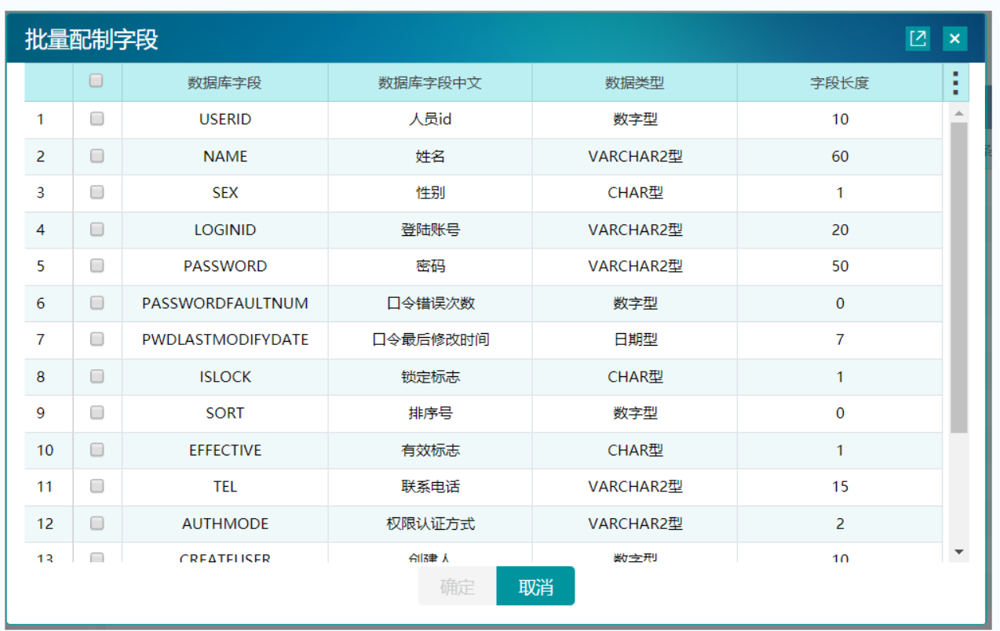 批量配制字段
数据库字段 数据库字段中文 数据类型 字段长度
1 USERID 人员id 数字型 10
2 NAME 姓名 VARCHAR2型 60
3 SEX 性别 CHAR型 1
4 LOGINID 登陆账号 VARCHAR2型 20
5 PASSWORD 密码 VARCHAR2型 50
6 PASSWORDFAULTNUM 口令错误次数 数字型 0
7 PWDLASTMODIFYDATE 口令最后修改时间 日期型 7
8 ISLOCK 锁定标志 CHAR型 1
9 SORT 排序号 数字型 0
10 EFFECTIVE 有效标志 CHAR型 1
11 TEL 联系电话 VARCHAR2型 15
12 AUTHMODE 权限认证方式 VARCHAR2型 2
13 CREATEUSER 创建人 数字型 10
确定 取消